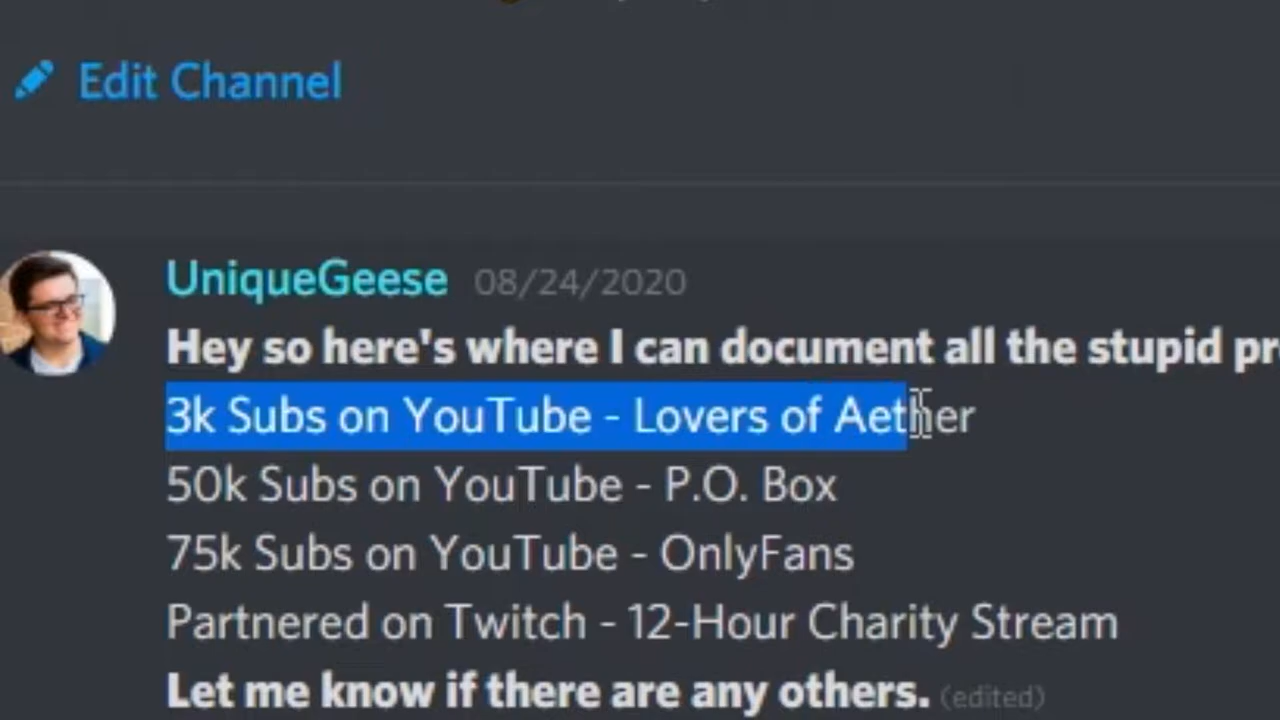 Edit Channel
UniqueGeese 08/24/2020
Hey so here's where I can document all the stupid pr
3k Subs on YouTube - Lovers of Aether
50k Subs on YouTube - P.O. Box
75k Subs on YouTube - OnlyFans
Partnered on Twitch - 12-Hour Charity Stream
Let me know if there are any others. (edited)